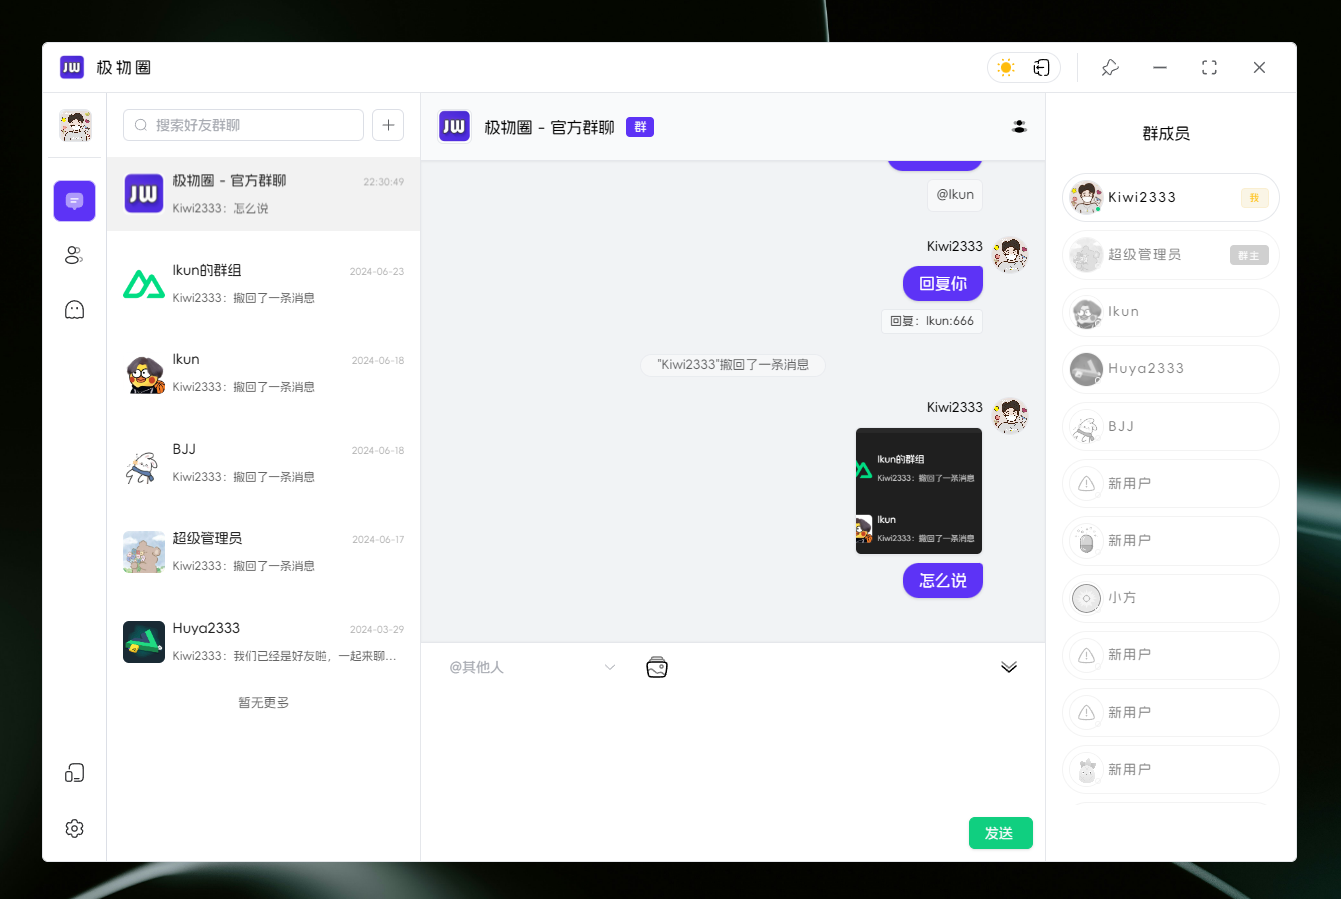 JW 极物圈
搜索好友群聊
JW
极物圈 - 官方群聊 22:30:49
Kiwi2333：怎么说
Ikun的群组 2024-06-23
Kiwi2333：撤回了一条消息
Ikun 2024-06-18
Kiwi2333：撤回了一条消息
BJJ 2024-06-18
Kiwi2333：撤回了一条消息
超级管理员 2024-06-17
Kiwi2333：撤回了一条消息
Huya2333 2024-03-29
Kiwi2333：我们已经是好友啦，一起来聊...
暂无更多
JW 极物圈 - 官方群聊 群
@Ikun
Kiwi2333
回复你
回复：Ikun:666
"Kiwi2333"撤回了一条消息
Kiwi2333
Ikun的群组
Kiwi2333：撤回了一条消息
Ikun
Kiwi2333：撤回了一条消息
怎么说
@其他人
发送
群成员
Kiwi2333 我
超级管理员 群主
Ikun
Huya2333
BJJ
新用户
新用户
小方
新用户
新用户
新用户